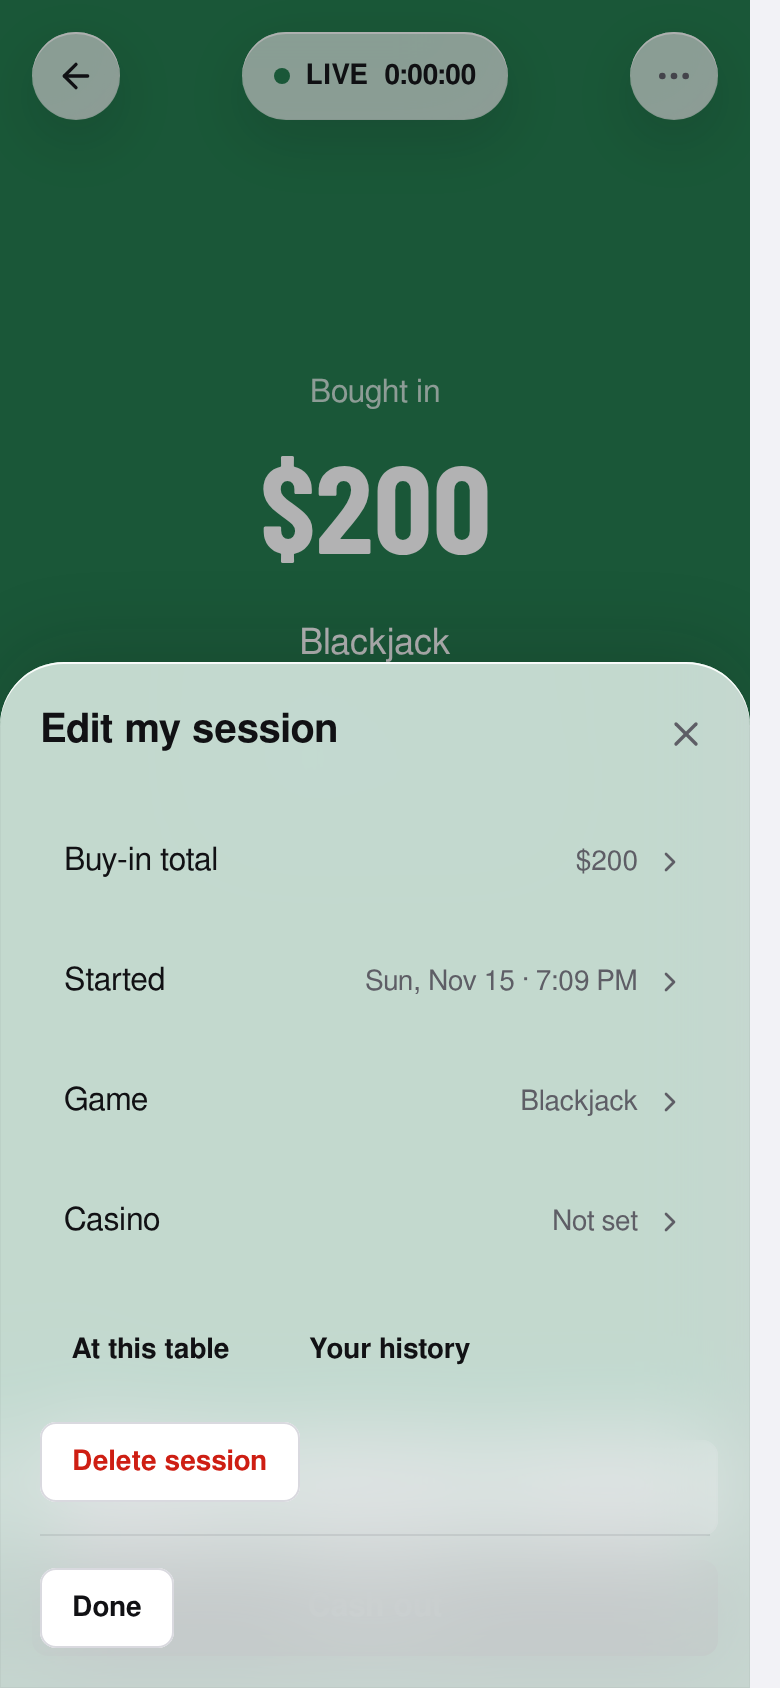 LIVE 0:00:00
Bought in
$200
Blackjack
Edit my session
Buy-in total $200
Started Sun, Nov 15 · 7:09 PM
Game Blackjack
Casino Not set
At this table Your history
Delete session
Done